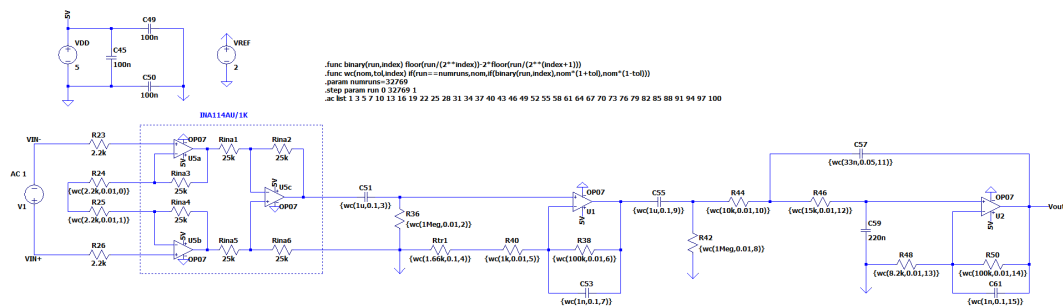 5V
C49
100n
VDD
5
C45
100n
C50
100n
VREF
2
.func binary(run,index) floor(run/(2**index))-2*floor(run/(2**(index+1)))
.func wc(nom,tol,index) if(run==numruns,nom,if(binary(run,index),nom*(1+tol),nom*(1-tol)))
.param numruns=32769
.step param run 0 32769 1
.ac list 1 3 5 7 10 13 16 19 22 25 28 31 34 37 40 43 46 49 52 55 58 61 64 67 70 73 76 79 82 85 88 91 94 97 100
INA114AU/1K
VIN-
R23
2.2k
OP07
U5a
5V
Rina1
25k
Rina2
25k
AC 1
V1
R24
{wc(2.2k,0.01,0)}
Rina3
25k
R25
{wc(2.2k,0.01,1)}
Rina4
25k
5V
U5c
OP07
VIN+
R26
2.2k
5V
U5b
OP07
Rina5
25k
Rina6
25k
C51
{wc(1u,0.1,3)}
R36
{wc(1Meg,0.01,2)}
Rtr1
{wc(1.66k,0.1,4)}
R40
{wc(1k,0.01,5)}
OP07
U1
5V
R38
{wc(100k,0.01,6)}
C53
{wc(1n,0.1,7)}
C55
{wc(1u,0.1,9)}
R42
{wc(1Meg,0.01,8)}
R44
{wc(10k,0.01,10)}
C57
{wc(33n,0.05,11)}
R46
{wc(15k,0.01,12)}
C59
220n
OP07
U2
5V
Vout
R48
{wc(8.2k,0.01,13)}
R50
{wc(100k,0.01,14)}
C61
{wc(1n,0.1,15)}